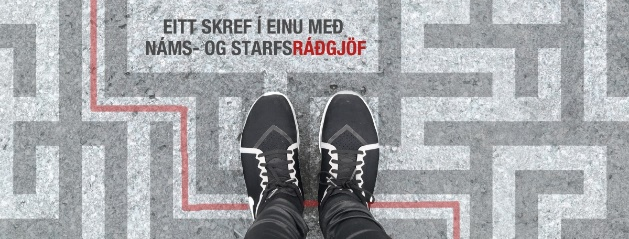 EITT SKREF Í EINU MEÐ
NÁMS- OG STARFSRÁÐGJÖF